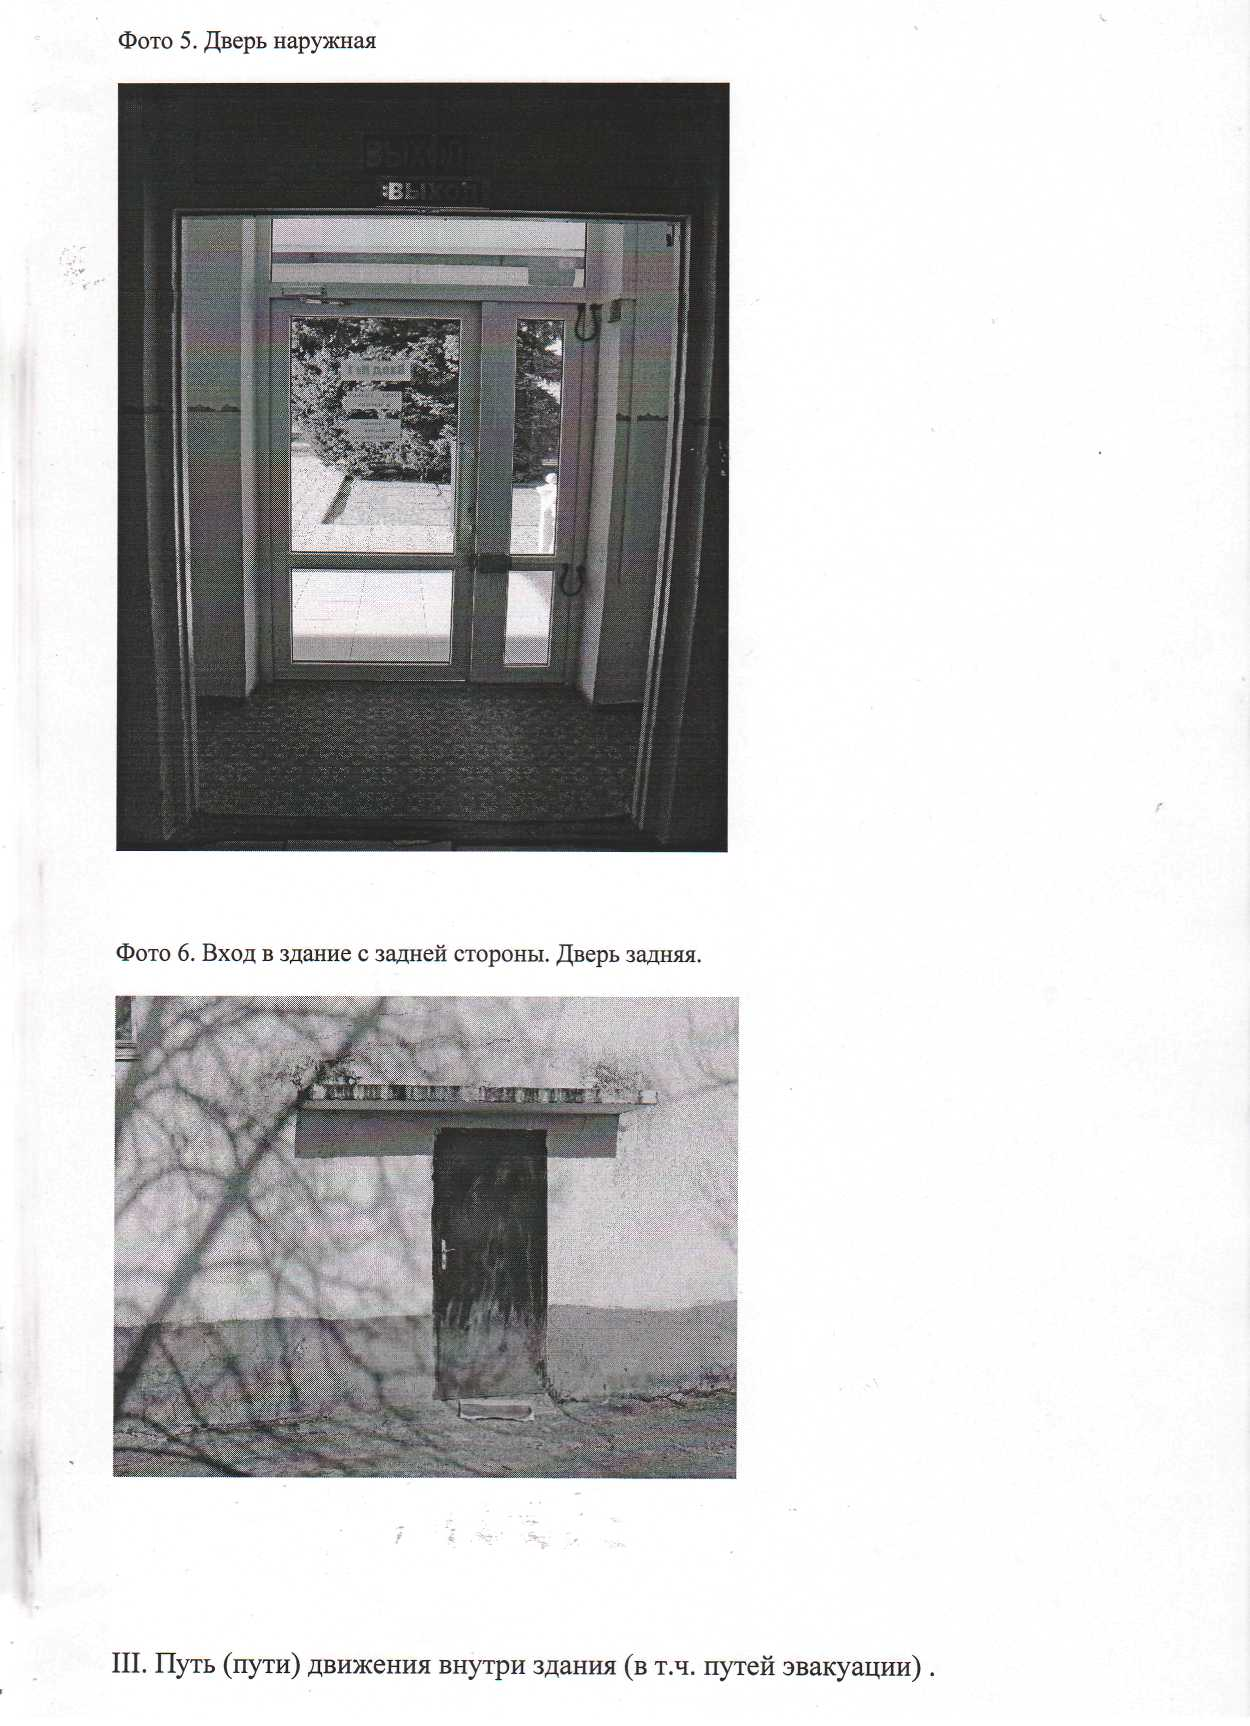 Фото 5. Дверь наружная
ВЫХОД
ВЫХОД
Фото 6. Вход в здание с задней стороны. Дверь задняя.
III. Путь (пути) движения внутри здания (в т.ч. путей эвакуации) .